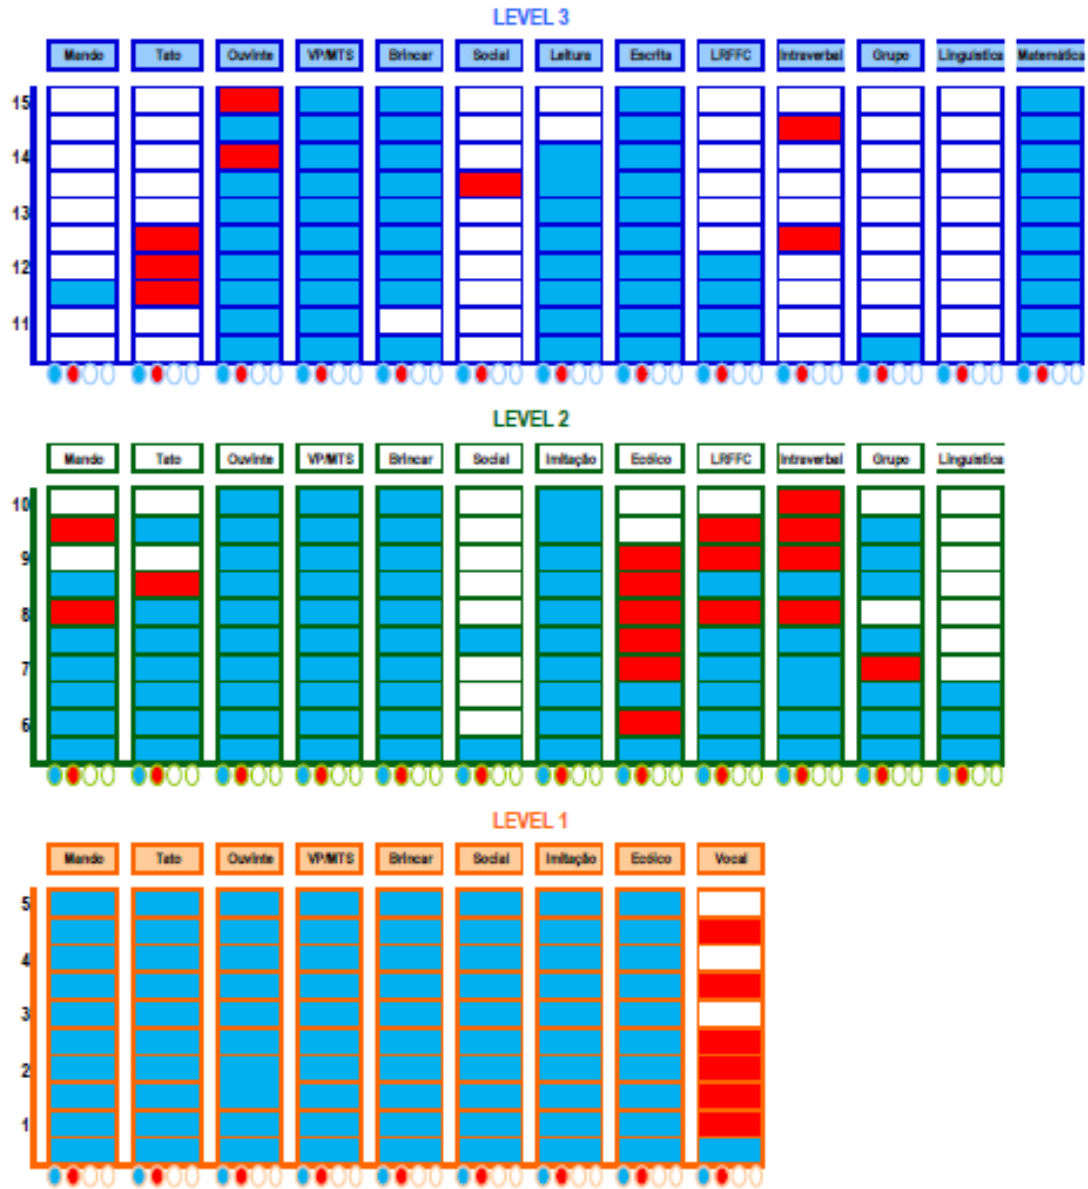 LEVEL 3
Mando Tato Ouvinte VP/MTS Brincar Social Leitura Escrita LRFFC Intraverbal Grupo Linguística Matemática
15
14
13
12
11
LEVEL 2
Mando Tato Ouvinte VP/MTS Brincar Social Imitação Ecóico LRFFC Intraverbal Grupo Linguística
10
9
8
7
6
LEVEL 1
Mando Tato Ouvinte VP/MTS Brincar Social Imitação Ecóico Vocal
5
4
3
2
1